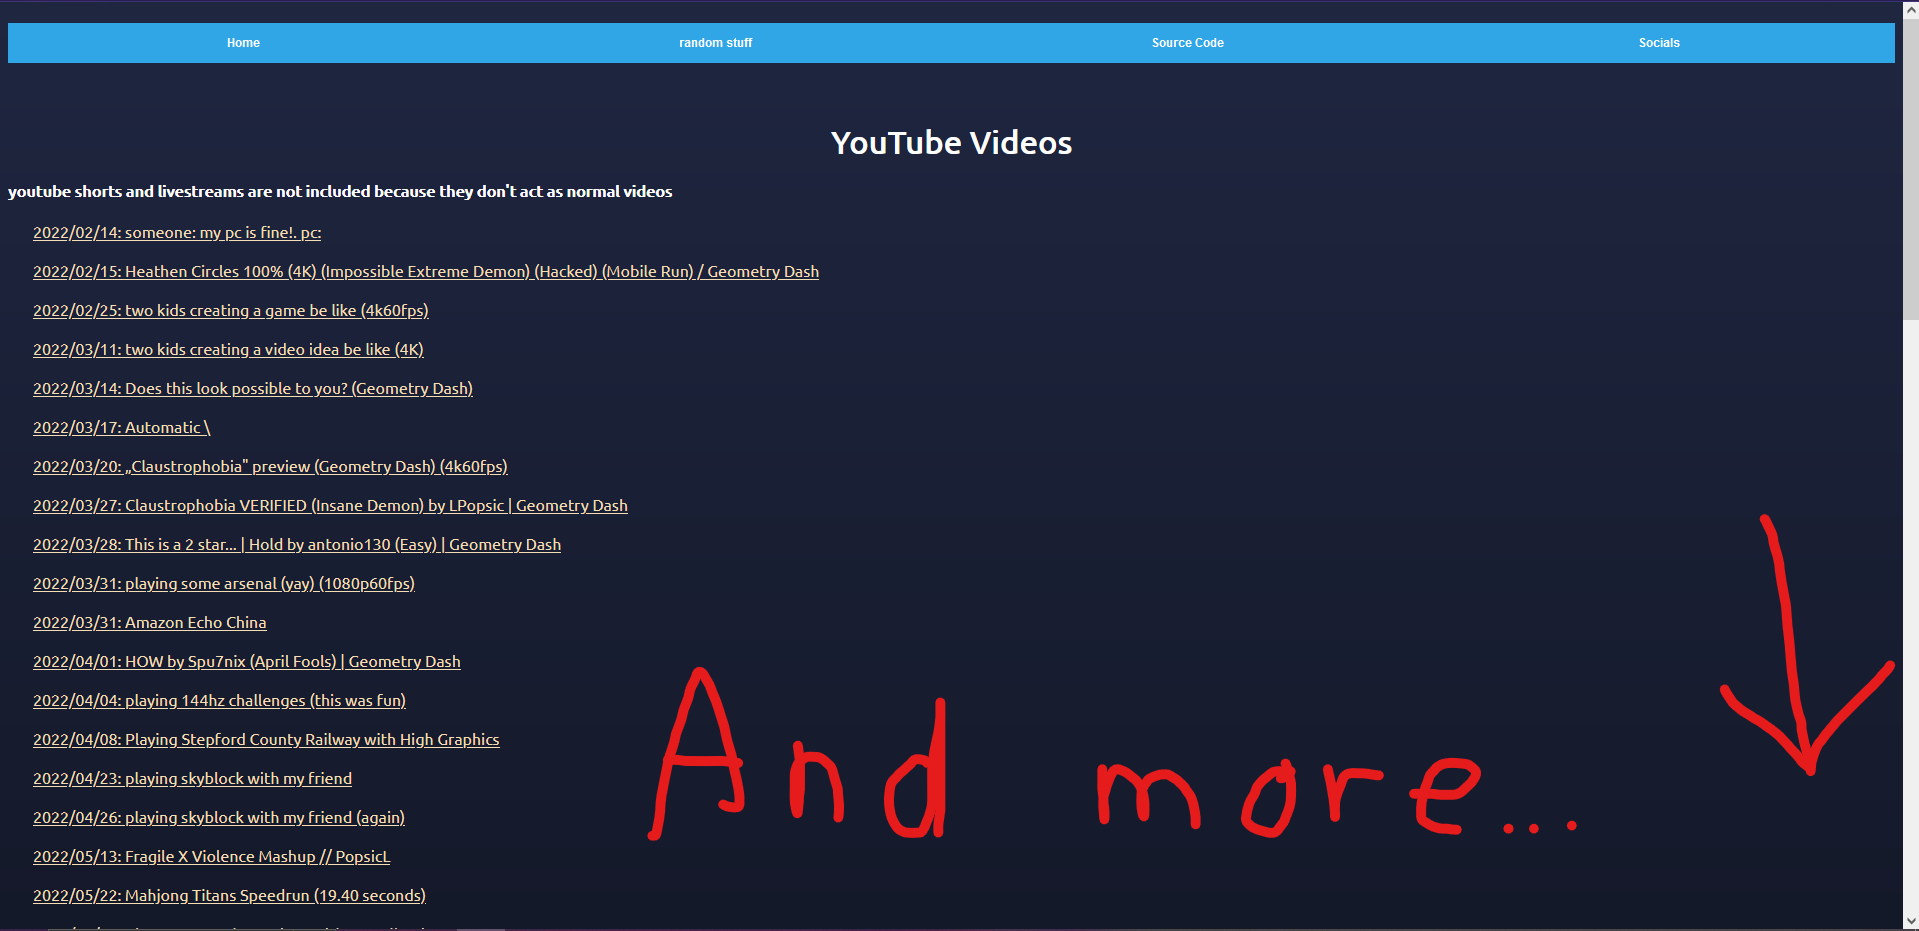 Home random stuff Source Code Socials
YouTube Videos
youtube shorts and livestreams are not included because they don't act as normal videos
2022/02/14: someone: my pc is fine!. pc:
2022/02/15: Heathen Circles 100% (4K) (Impossible Extreme Demon) (Hacked) (Mobile Run) / Geometry Dash
2022/02/25: two kids creating a game be like (4k60fps)
2022/03/11: two kids creating a video idea be like (4K)
2022/03/14: Does this look possible to you? (Geometry Dash)
2022/03/17: Automatic \
2022/03/20: „Claustrophobia" preview (Geometry Dash) (4k60fps)
2022/03/27: Claustrophobia VERIFIED (Insane Demon) by LPopsic | Geometry Dash
2022/03/28: This is a 2 star... | Hold by antonio130 (Easy) | Geometry Dash
2022/03/31: playing some arsenal (yay) (1080p60fps)
2022/03/31: Amazon Echo China
2022/04/01: HOW by Spu7nix (April Fools) | Geometry Dash
2022/04/04: playing 144hz challenges (this was fun)
2022/04/08: Playing Stepford County Railway with High Graphics
2022/04/23: playing skyblock with my friend
2022/04/26: playing skyblock with my friend (again)
2022/05/13: Fragile X Violence Mashup // PopsicL
2022/05/22: Mahjong Titans Speedrun (19.40 seconds)
And more...